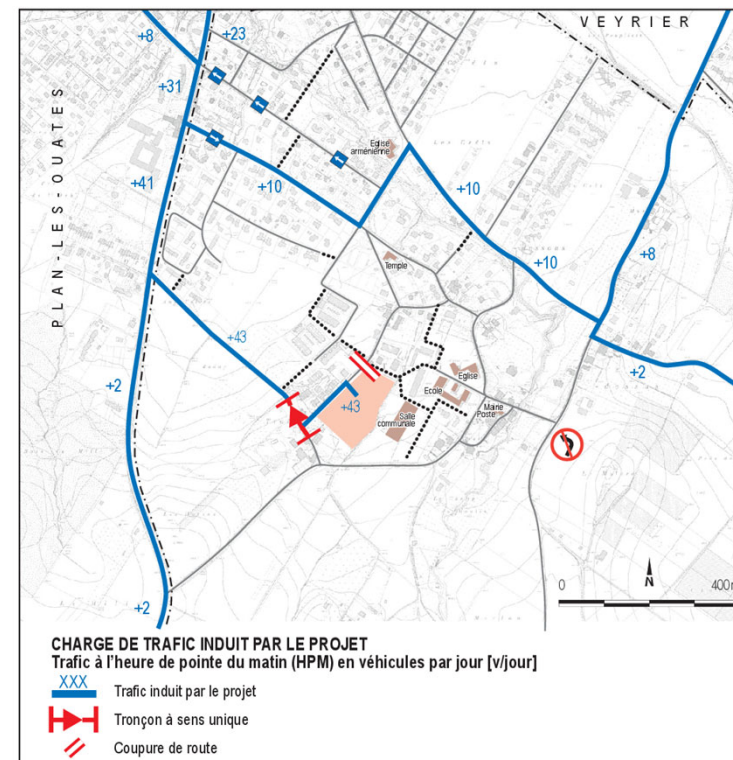 VEYRIER
+8
+23
+31
PLAN-LES-OUATES
Eglise
arménienne
+41
+10
+10
+10
+8
Temple
+43
+2
+2
Eglise
Ecole
+43
Salle
communale
Mairie
Poste
+2
N
0
400m
CHARGE DE TRAFIC INDUIT PAR LE PROJET
Trafic à l'heure de pointe du matin (HPM) en véhicules par jour [v/jour]
XXX
Trafic induit par le projet
Tronçon à sens unique
Coupure de route